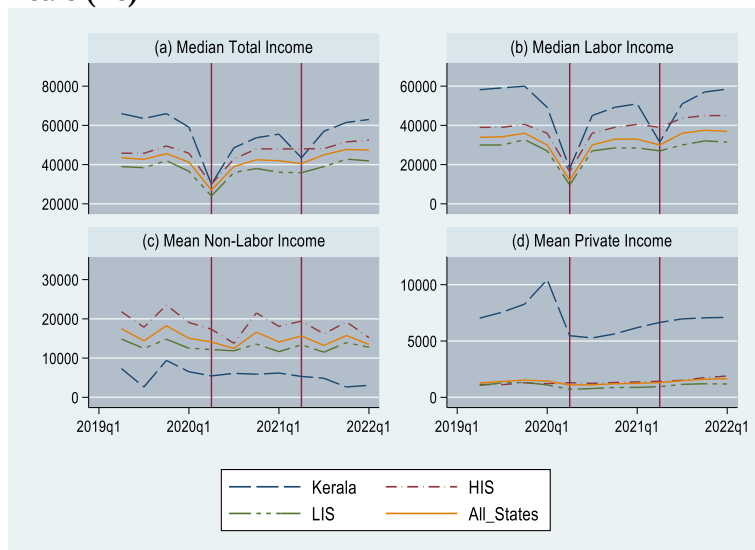 (a) Median Total Income
(b) Median Labor Income
80000
60000
40000
20000
60000
40000
20000
0
(c) Mean Non-Labor Income
(d) Mean Private Income
30000
20000
10000
0
10000
5000
0
2019q1 2020q1 2021q1 2022q1
2019q1 2020q1 2021q1 2022q1
Kerala HIS
LIS All_States